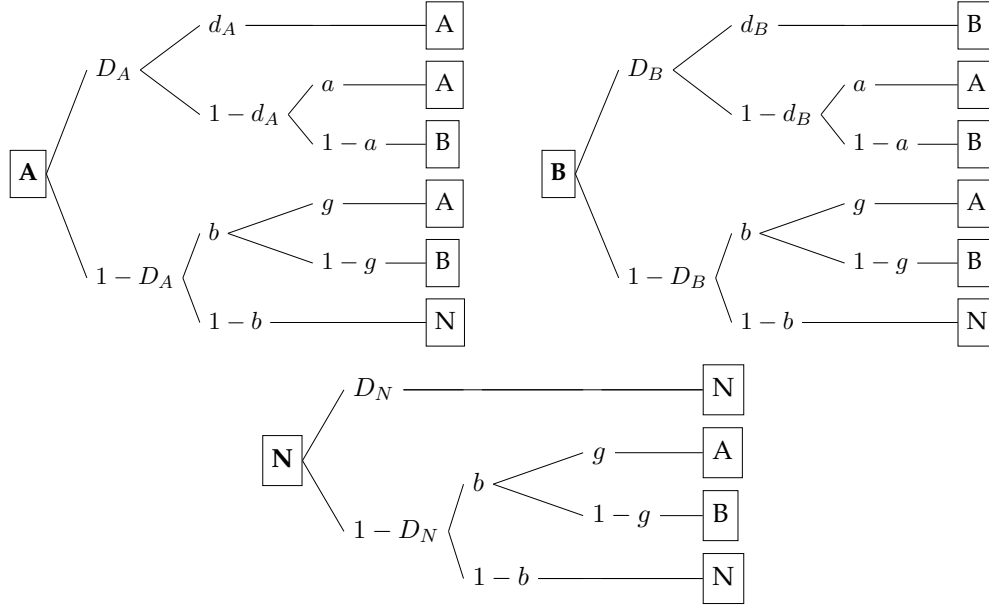 d_A A d_B B
D_A a A D_B a A
1 − d_A 1 − d_B
1 − a B 1 − a B
A B
g A g A
b b
1 − g B 1 − g B
1 − D_A 1 − D_B
1 − b N 1 − b N
D_N N
g A
N
b
1 − g B
1 − D_N
1 − b N